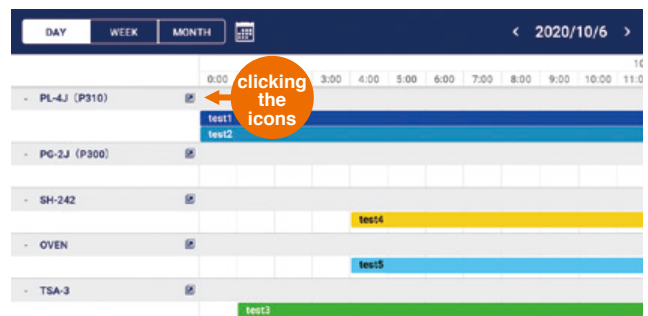 DAY WEEK MONTH 2020/10/6
0:00 3:00 4:00 5:00 6:00 7:00 8:00 9:00 10:00
clicking
the
icons
- PL-4J (P310)
test1
test2
- PG-2J (P300)
- SH-242
test4
- OVEN
test5
- TSA-3
test3